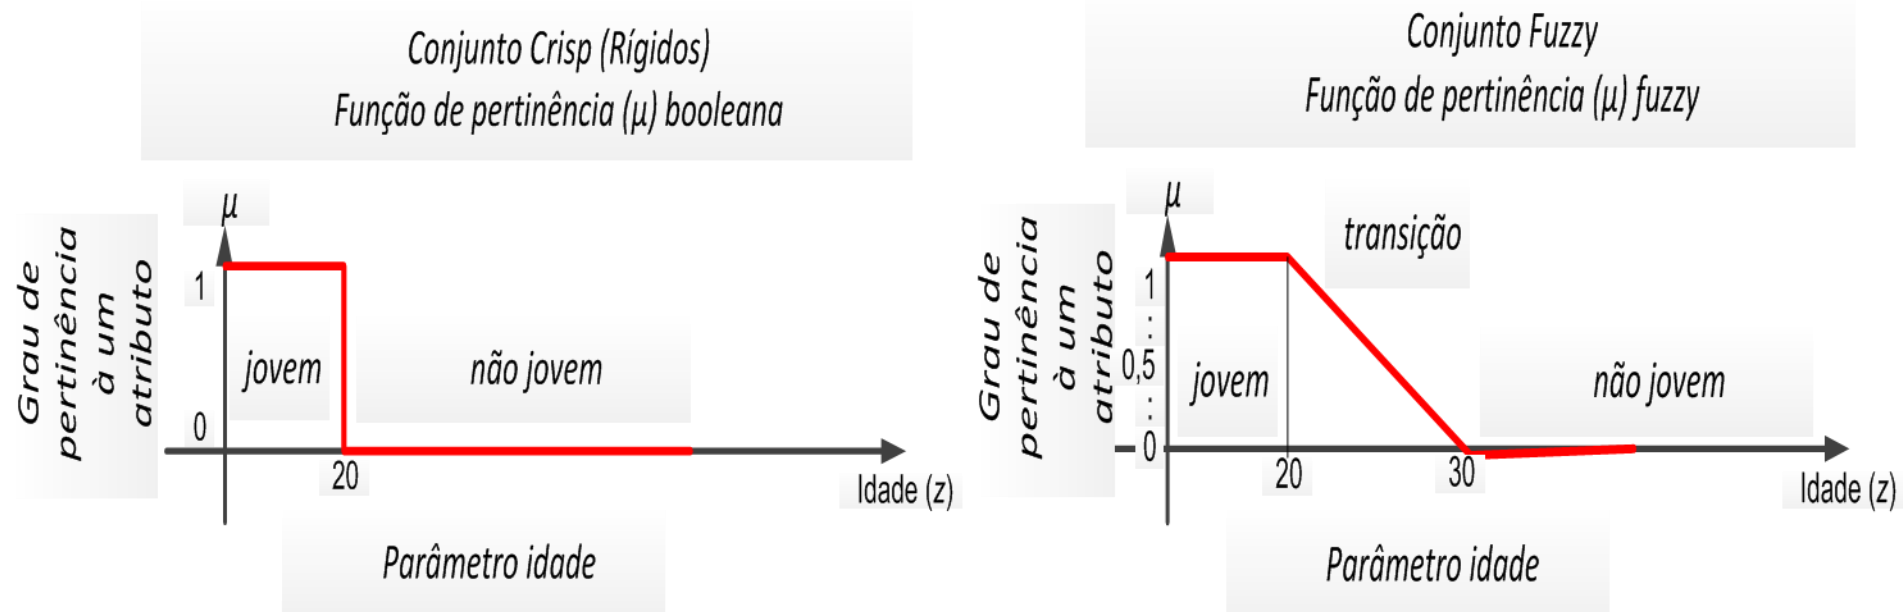 Conjunto Crisp (Rígidos)
Função de pertinência (μ) booleana
μ
Grau de
pertinência
à um
atributo
1
0
jovem
não jovem
20
Idade (z)
Parâmetro idade
Conjunto Fuzzy
Função de pertinência (μ) fuzzy
μ
transição
Grau de
pertinência
à um
atributo
1
:
0,5
:
0
jovem
não jovem
20
30
Idade (z)
Parâmetro idade